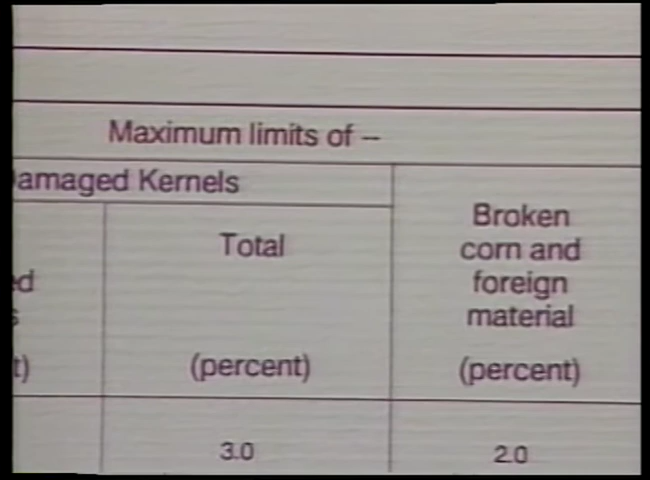 Maximum limits of --
amaged Kernels
Total
(percent)
Broken
corn and
foreign
material
(percent)
3.0
2.0